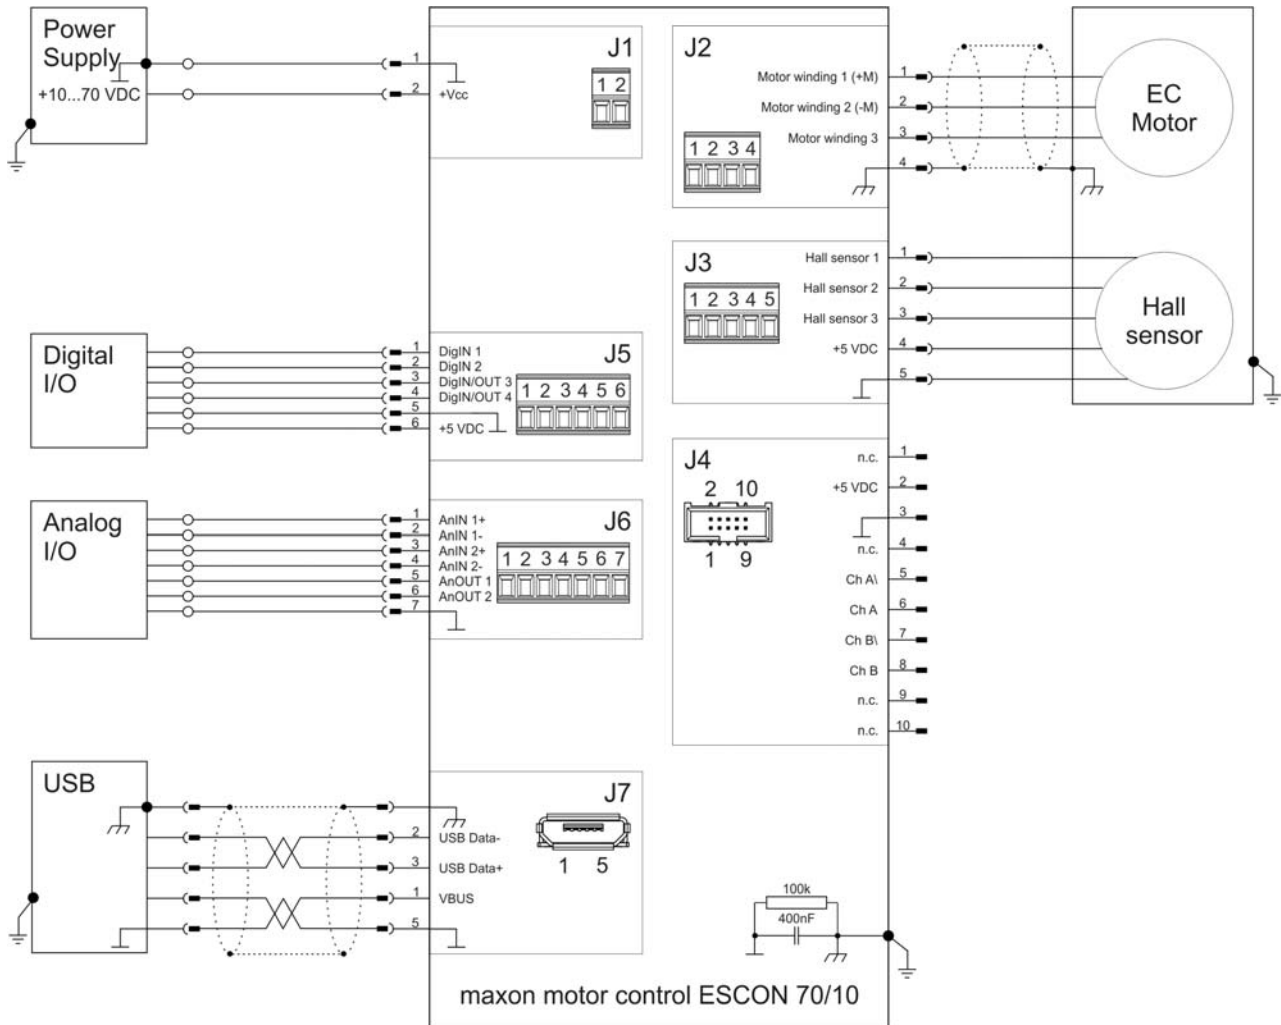 Power
Supply
+10...70 VDC
1
2
+Vcc
J1
1 2
J2
Motor winding 1 (+M)
1
Motor winding 2 (-M)
2
Motor winding 3
3
4
1 2 3 4
EC
Motor
J3
Hall sensor 1
1
Hall sensor 2
2
Hall sensor 3
3
+5 VDC
4
5
1 2 3 4 5
Hall
sensor
Digital
I/O
1
DigIN 1
2
DigIN 2
3
DigIN/OUT 3
4
DigIN/OUT 4
5
6
+5 VDC
J5
1 2 3 4 5 6
J4
2 10
1 9
n.c.
1
+5 VDC
2
3
n.c.
4
Ch A\
5
Ch A
6
Ch B\
7
Ch B
8
n.c.
9
n.c.
10
Analog
I/O
1
AnIN 1+
2
AnIN 1-
3
AnIN 2+
4
AnIN 2-
5
AnOUT 1
6
AnOUT 2
7
J6
1 2 3 4 5 6 7
USB
2
USB Data-
3
USB Data+
1
VBUS
5
J7
1 5
100k
400nF
maxon motor control ESCON 70/10